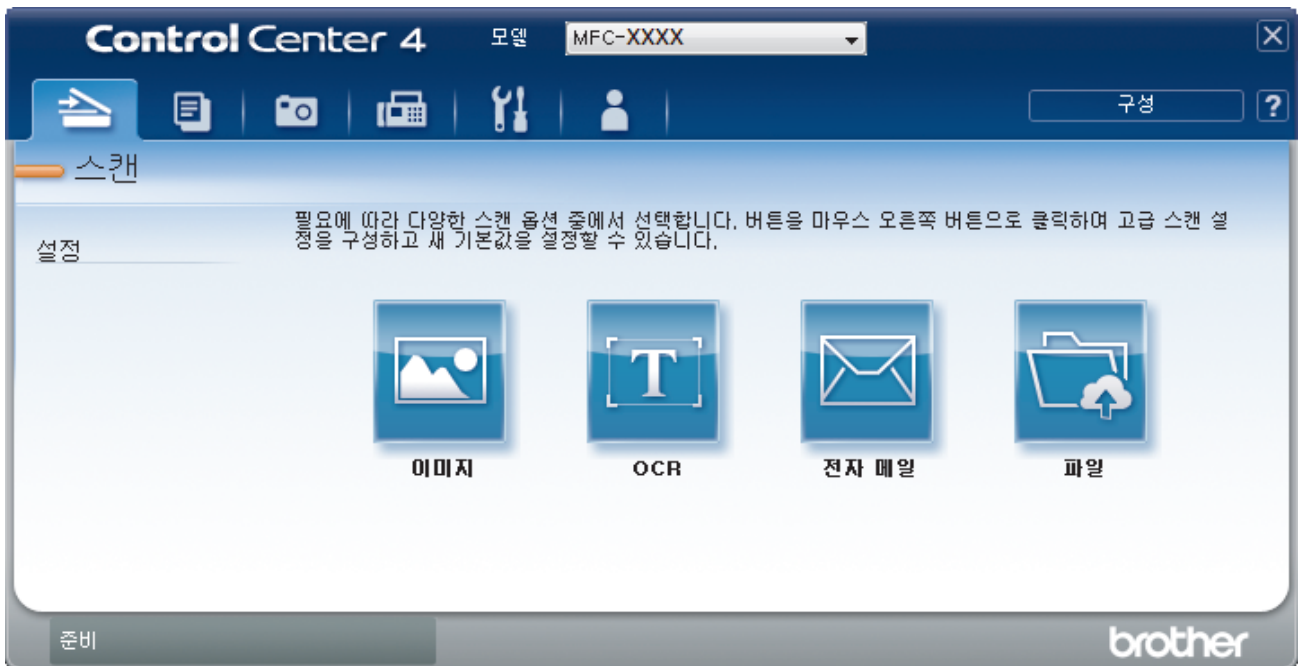 Control Center 4 모델 MFC-XXXX
구성 ?
스캔
설정
필요에 따라 다양한 스캔 옵션 중에서 선택합니다. 버튼을 마우스 오른쪽 버튼으로 클릭하여 고급 스캔 설
정을 구성하고 새 기본값을 설정할 수 있습니다.
T
이미지 OCR 전자 메일 파일
준비 brother